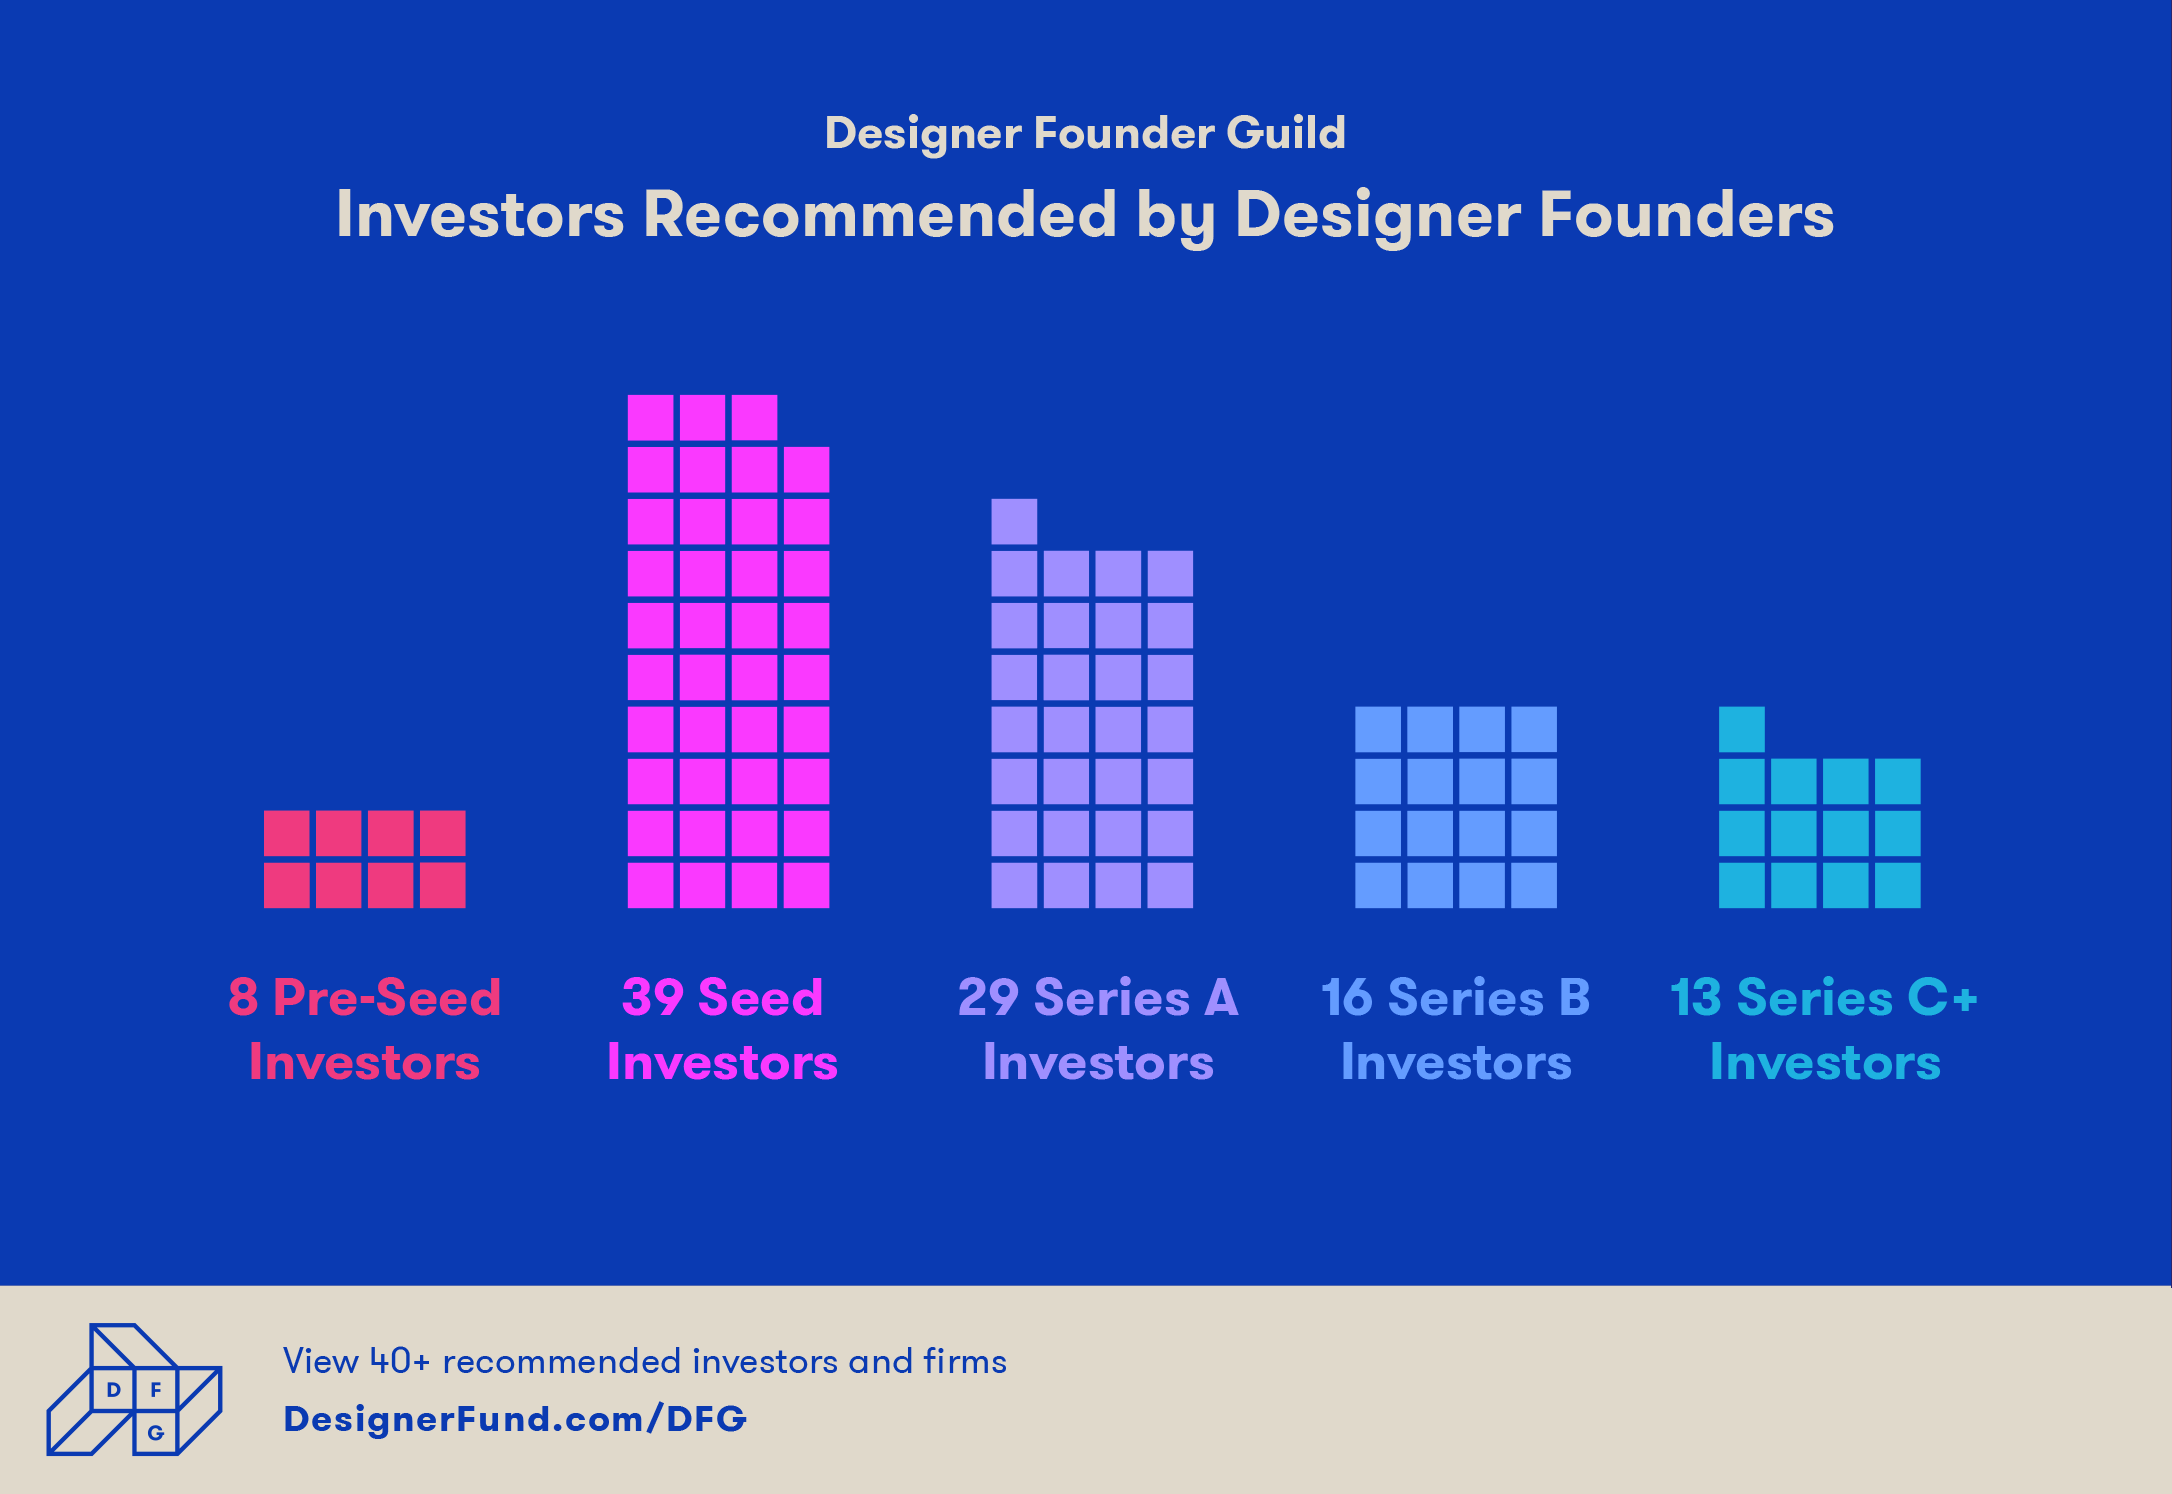 Designer Founder Guild
Investors Recommended by Designer Founders
8 Pre-Seed
Investors
39 Seed
Investors
29 Series A
Investors
16 Series B
Investors
13 Series C+
Investors
D F
G
View 40+ recommended investors and firms
DesignerFund.com/DFG